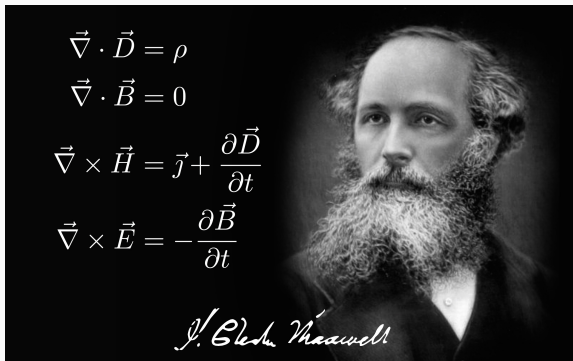 ∇⃗ · D⃗ = ρ
∇⃗ · B⃗ = 0
∇⃗ × H⃗ = ȷ⃗ + ∂D⃗/∂t
∇⃗ × E⃗ = −∂B⃗/∂t
J. Clerk Maxwell